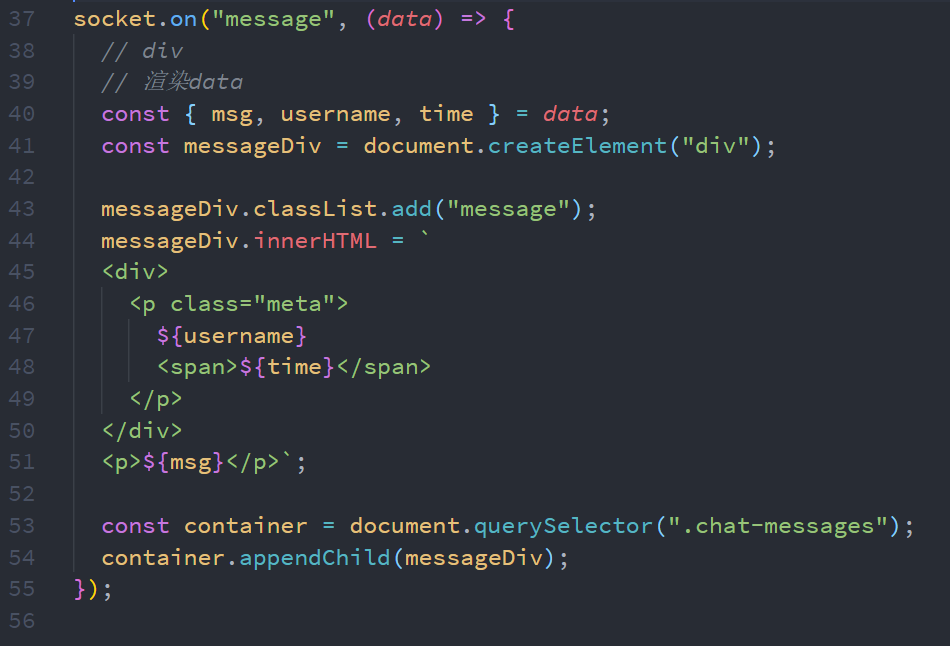 37 socket.on("message", (data) => {
38   // div
39   // 渲染data
40   const { msg, username, time } = data;
41   const messageDiv = document.createElement("div");
42
43   messageDiv.classList.add("message");
44   messageDiv.innerHTML = `
45   <div>
46     <p class="meta">
47       ${username}
48       <span>${time}</span>
49     </p>
50   </div>
51   <p>${msg}</p>`;
52
53   const container = document.querySelector(".chat-messages");
54   container.appendChild(messageDiv);
55 });
56